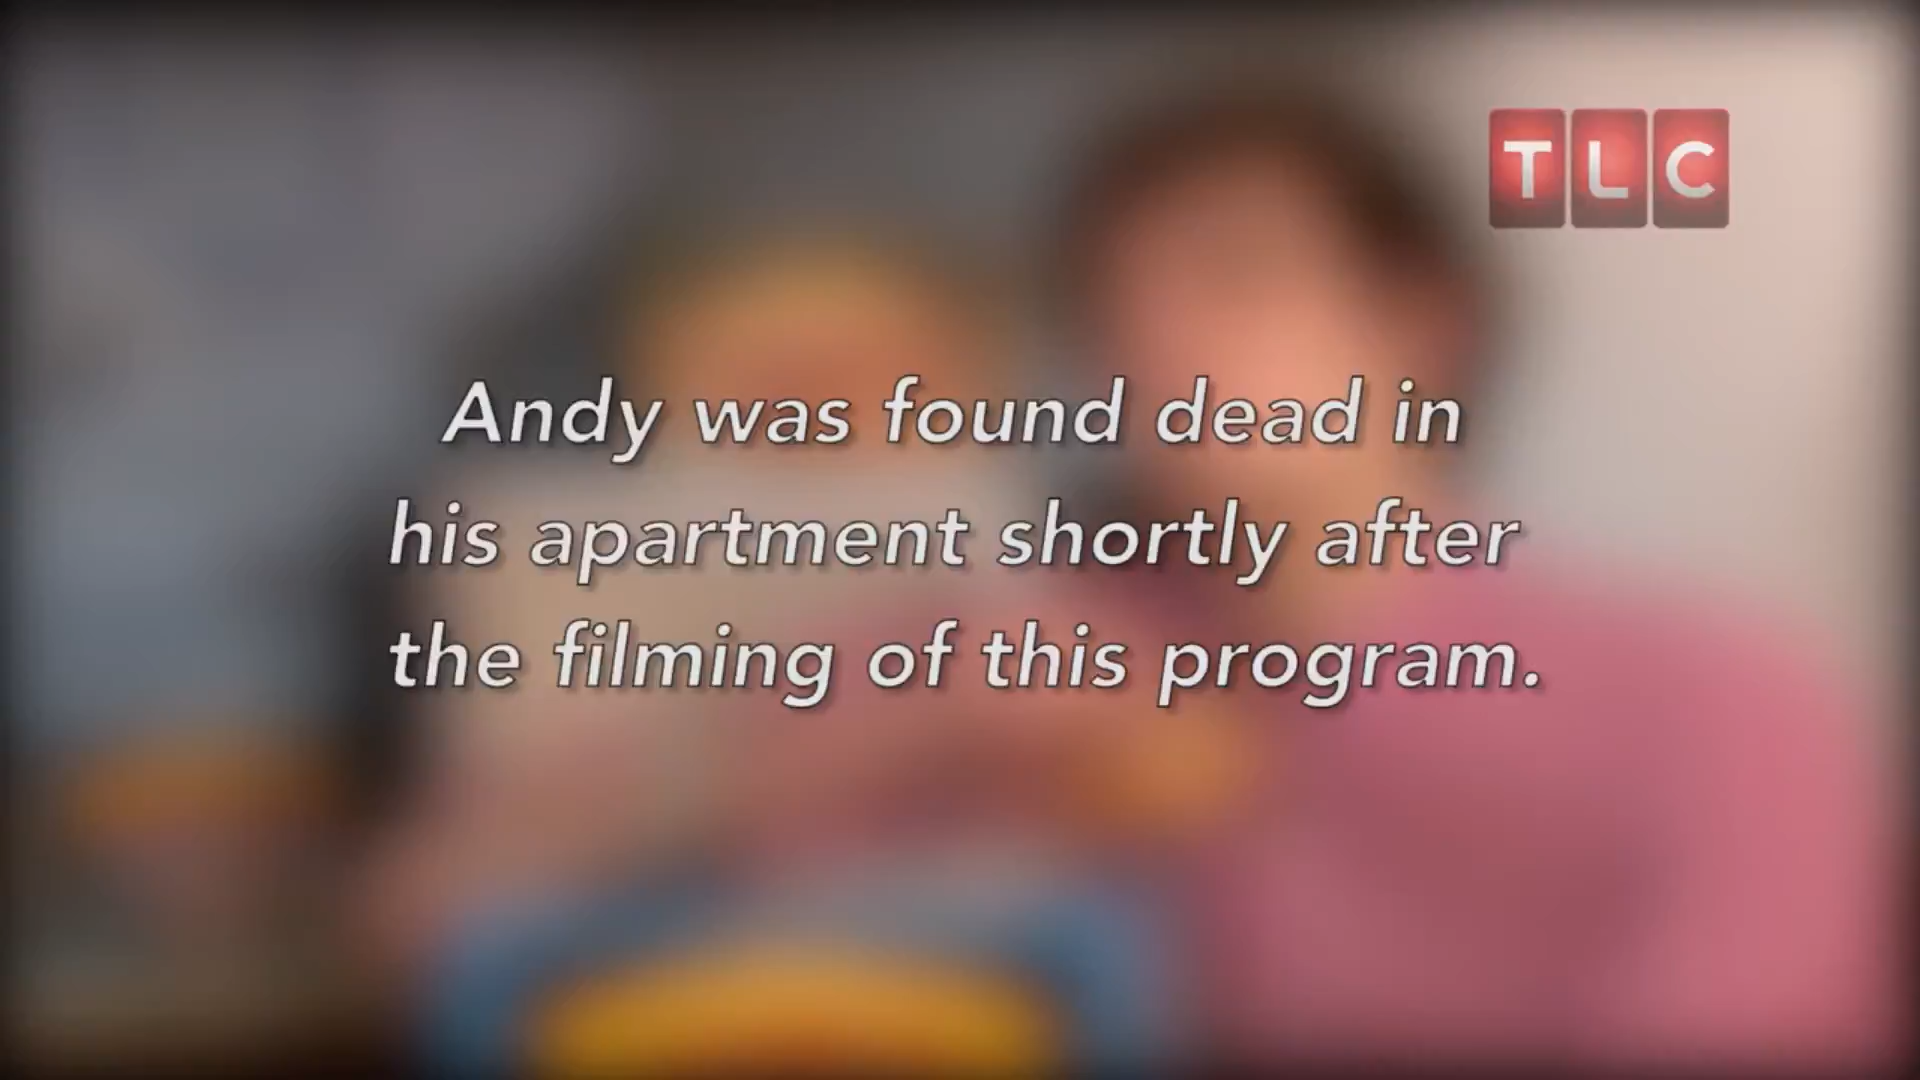 TLC
Andy was found dead in
his apartment shortly after
the filming of this program.